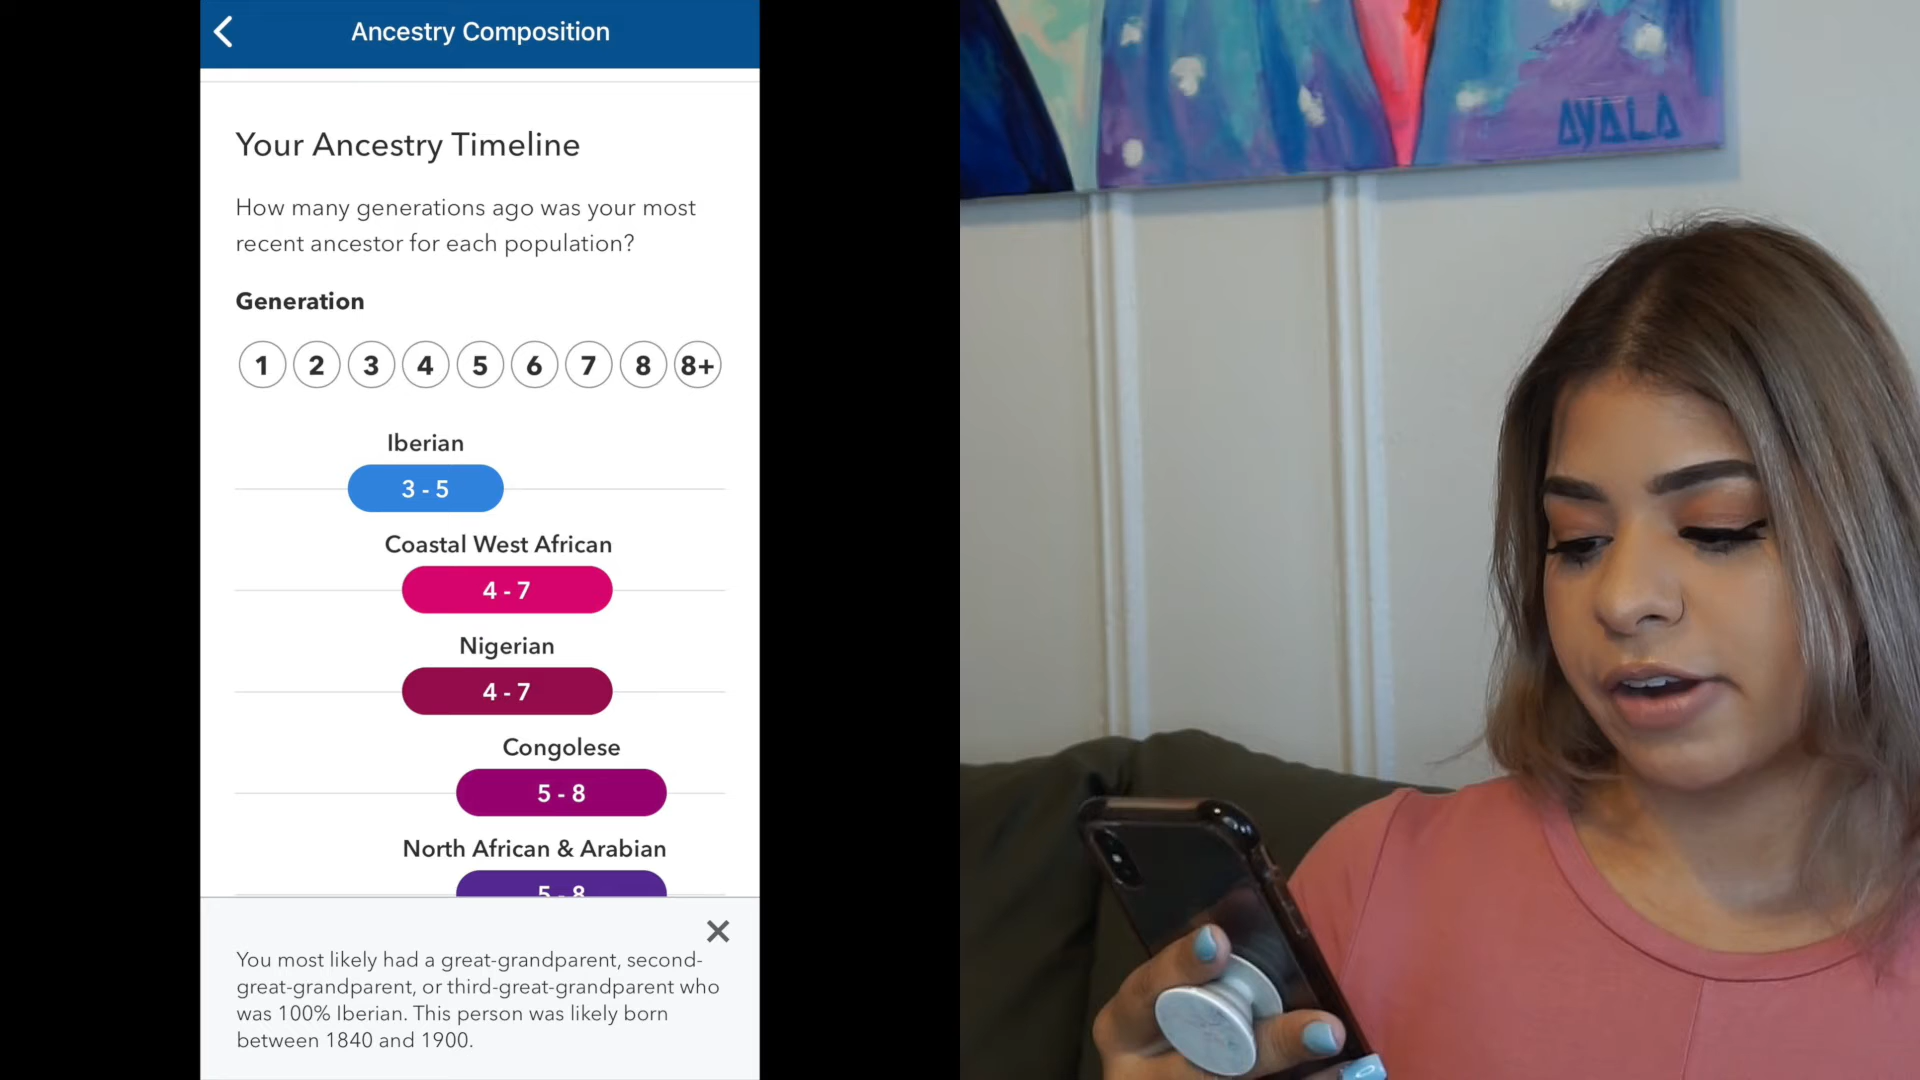 Ancestry Composition
Your Ancestry Timeline
How many generations ago was your most
recent ancestor for each population?
Generation
1 2 3 4 5 6 7 8 8+
Iberian
3 - 5
Coastal West African
4 - 7
Nigerian
4 - 7
Congolese
5 - 8
North African & Arabian
5 - 8
You most likely had a great-grandparent, second-
great-grandparent, or third-great-grandparent who
was 100% Iberian. This person was likely born
between 1840 and 1900.
AYALA